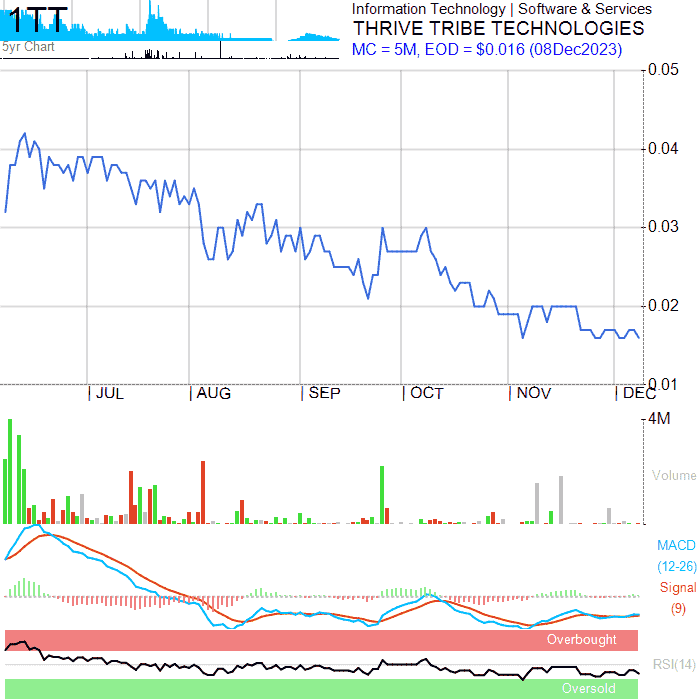 1TT
Information Technology | Software & Services
THRIVE TRIBE TECHNOLOGIES
5yr Chart
MC = 5M, EOD = $0.016 (08Dec2023)
0.05
0.04
0.03
0.02
0.01
JUL
AUG
SEP
OCT
NOV
DEC
4M
Volume
MACD
(12-26)
Signal
(9)
Overbought
RSI(14)
Oversold